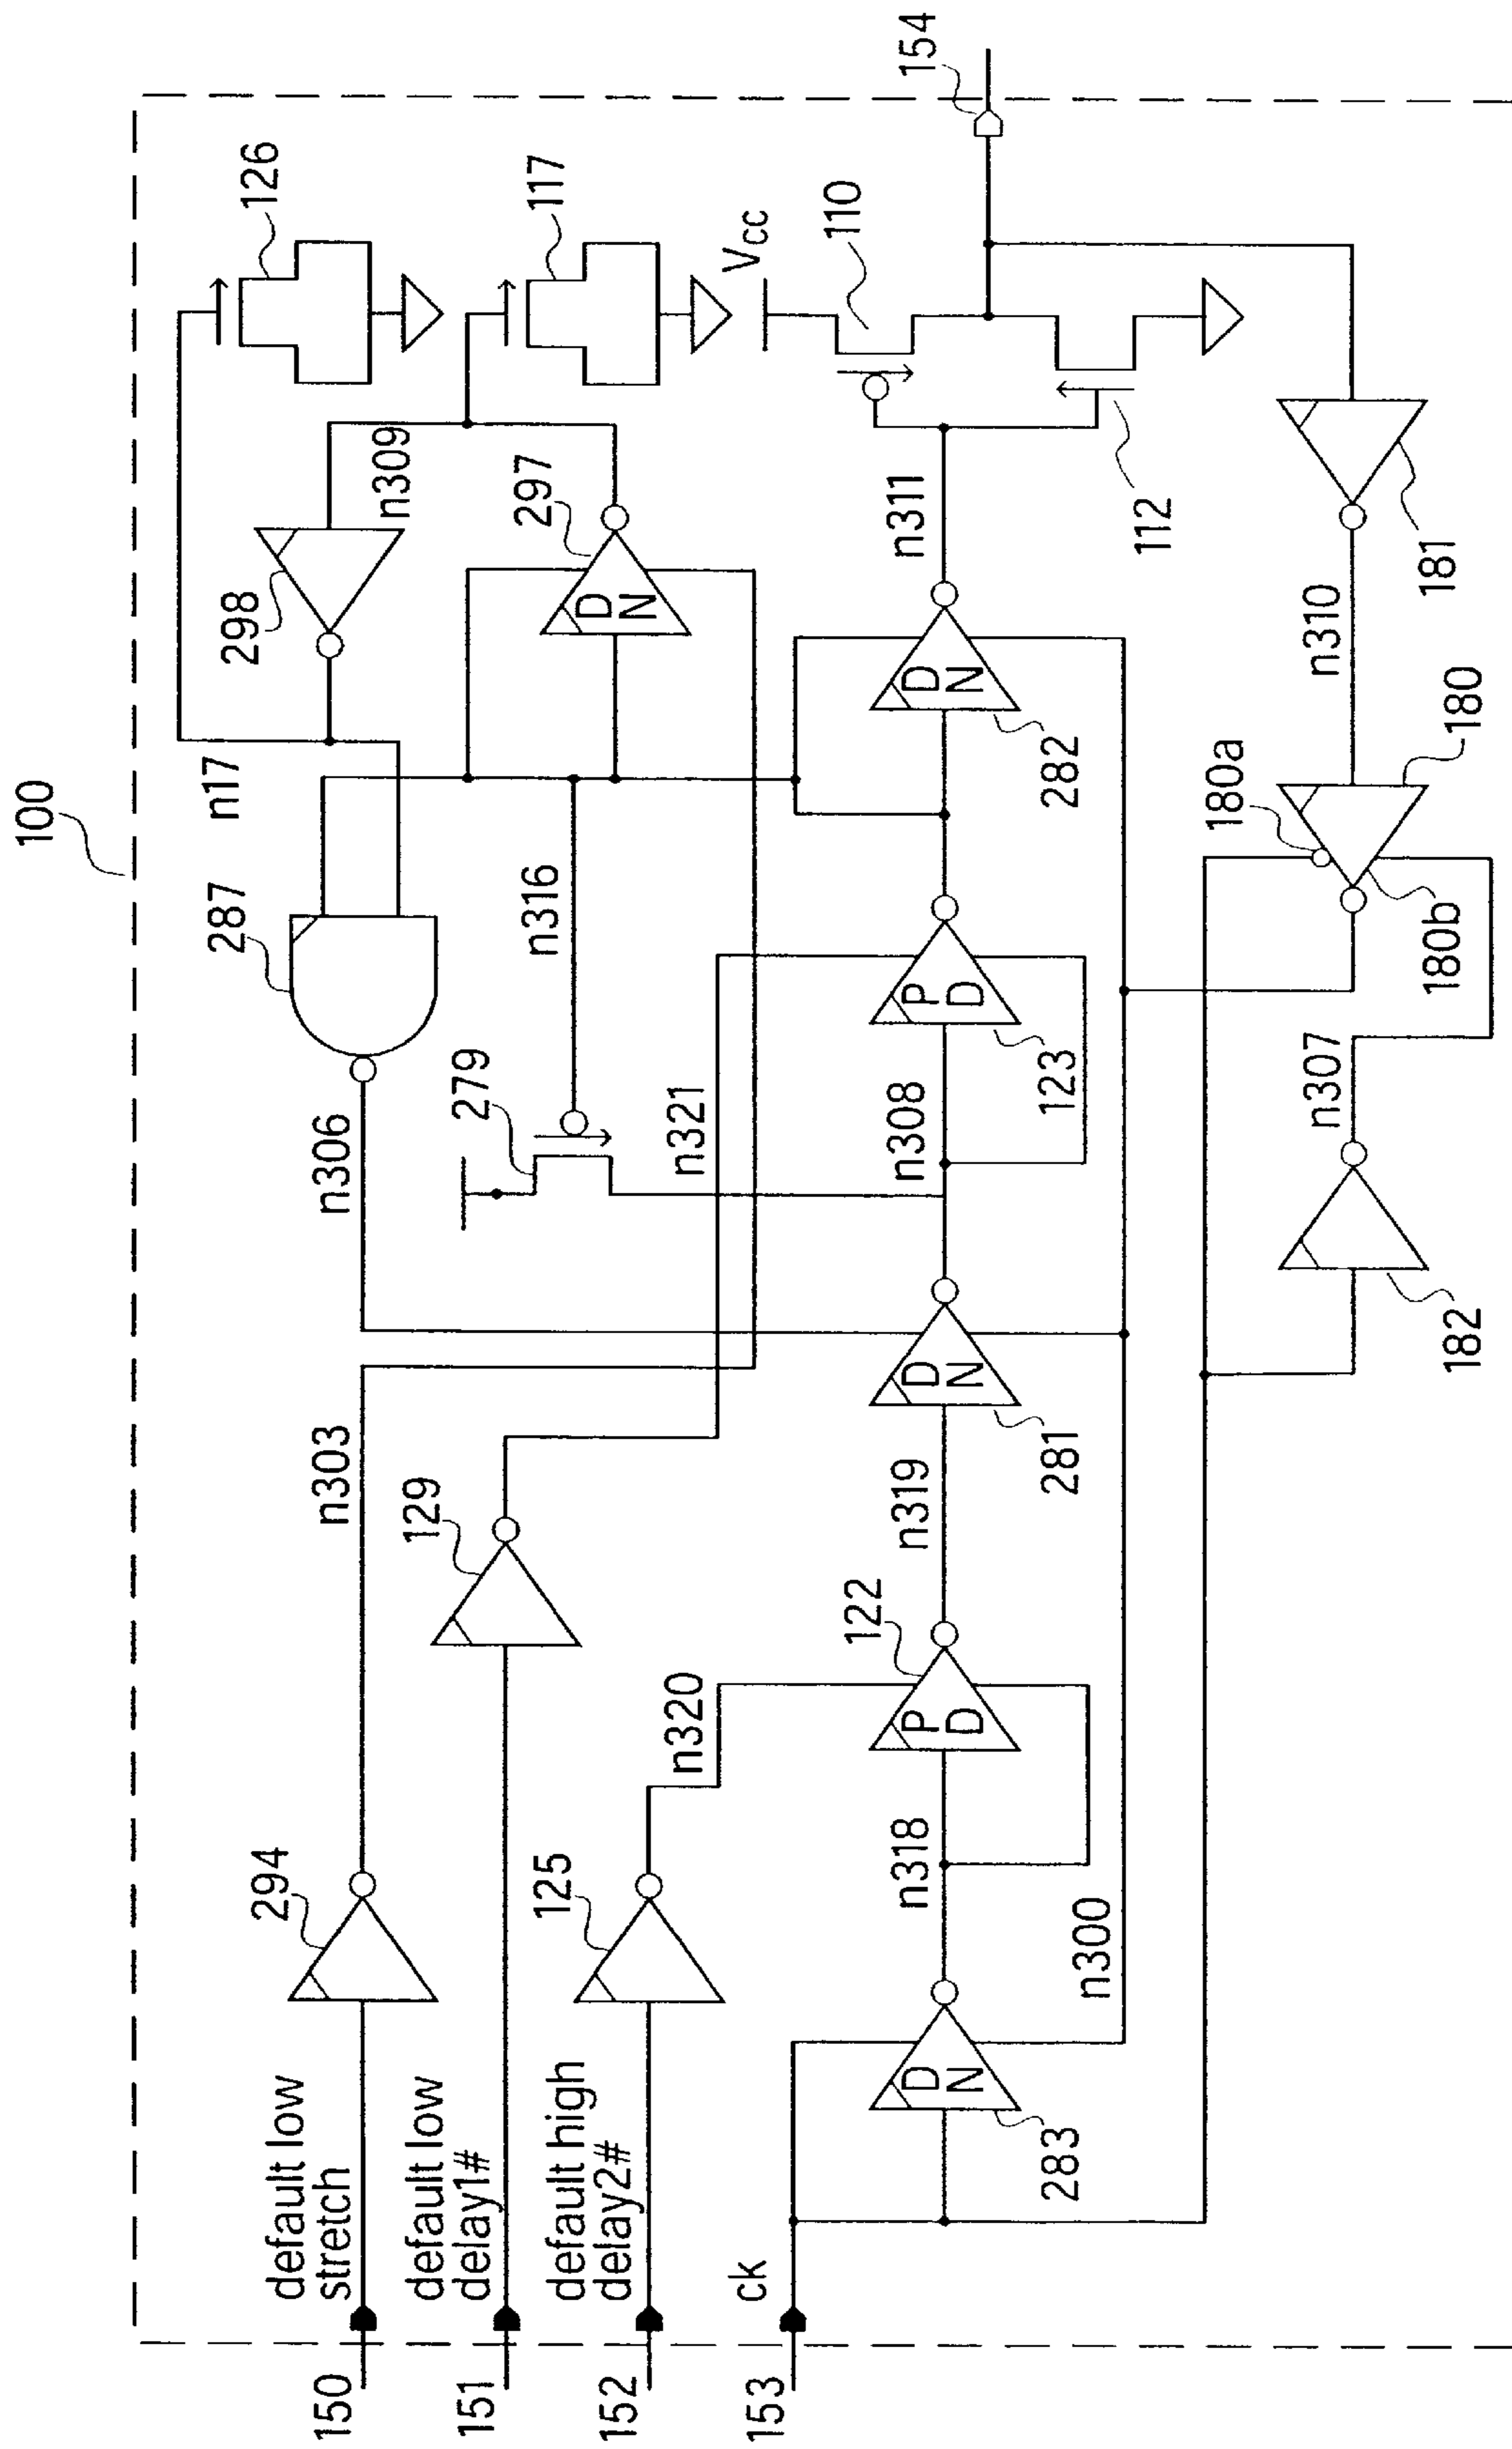 100
126
117
V_CC
110
154
298
n309
297
n17
287
n316
n306
279
n321
n303
294
129
125
n320
122
P
D
n318
n319
281
D
N
n308
123
P
D
282
D
N
D
N
n311
112
181
n310
180
180a
180b
n307
182
n300
283
D
N
default low
stretch
default low
delay1#
default high
delay2#
ck
150
151
152
153